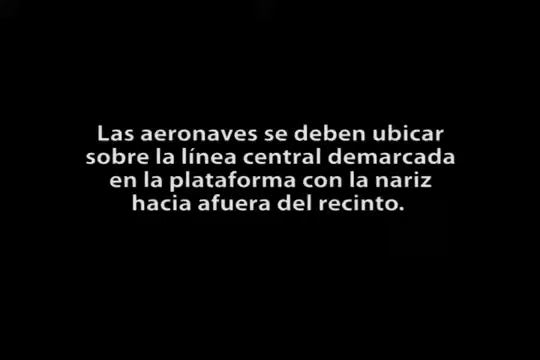 Las aeronaves se deben ubicar
sobre la línea central demarcada
en la plataforma con la nariz
hacia afuera del recinto.